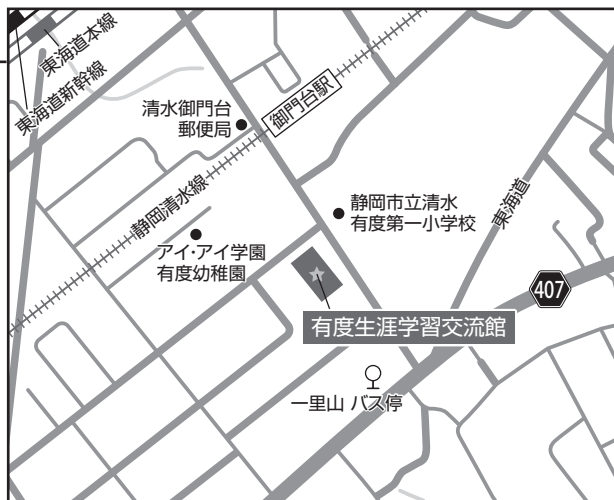 東海道本線
東海道新幹線
清水御門台
郵便局
御門台駅
静岡清水線
静岡市立清水
有度第一小学校
東海道
アイ・アイ学園
有度幼稚園
407
有度生涯学習交流館
一里山 バス停